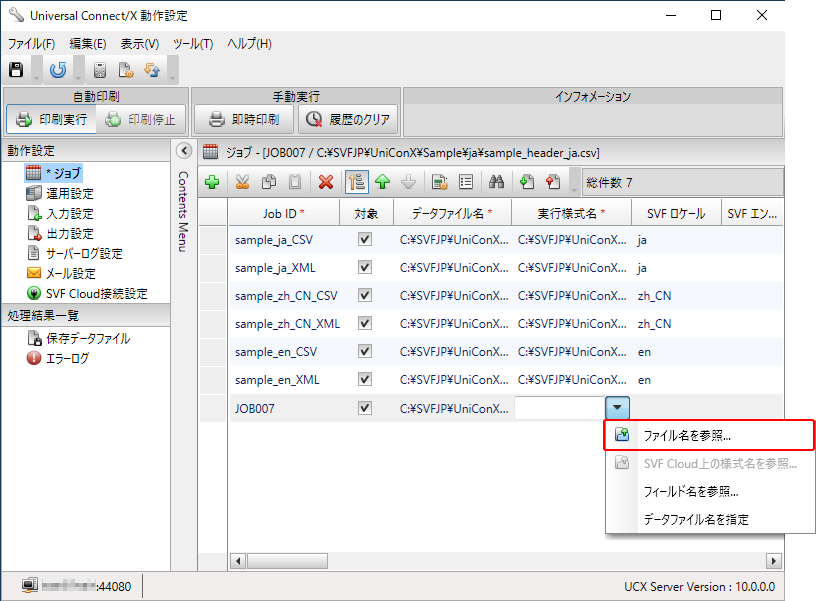 Universal Connect/X 動作設定
ファイル(F) 編集(E) 表示(V) ツール(T) ヘルプ(H)
自動印刷 手動実行 インフォメーション
印刷実行 印刷停止 即時印刷 履歴のクリア
動作設定
* ジョブ
運用設定
入力設定
出力設定
サーバーログ設定
メール設定
SVF Cloud接続設定
処理結果一覧
保存データファイル
エラーログ
Contents Menu
ジョブ - [JOB007 / C:¥SVFJP¥UniConX¥Sample¥ja¥sample_header_ja.csv]
総件数 7
Job ID * 対象 データファイル名 * 実行様式名 * SVF ロケール SVF エン...
sample_ja_CSV C:¥SVFJP¥UniConX... C:¥SVFJP¥UniConX... ja
sample_ja_XML C:¥SVFJP¥UniConX... C:¥SVFJP¥UniConX... ja
sample_zh_CN_CSV C:¥SVFJP¥UniConX... C:¥SVFJP¥UniConX... zh_CN
sample_zh_CN_XML C:¥SVFJP¥UniConX... C:¥SVFJP¥UniConX... zh_CN
sample_en_CSV C:¥SVFJP¥UniConX... C:¥SVFJP¥UniConX... en
sample_en_XML C:¥SVFJP¥UniConX... C:¥SVFJP¥UniConX... en
JOB007 C:¥SVFJP¥UniConX...
ファイル名を参照...
SVF Cloud上の様式名を参照...
フィールド名を参照...
データファイル名を指定
:44080
UCX Server Version : 10.0.0.0